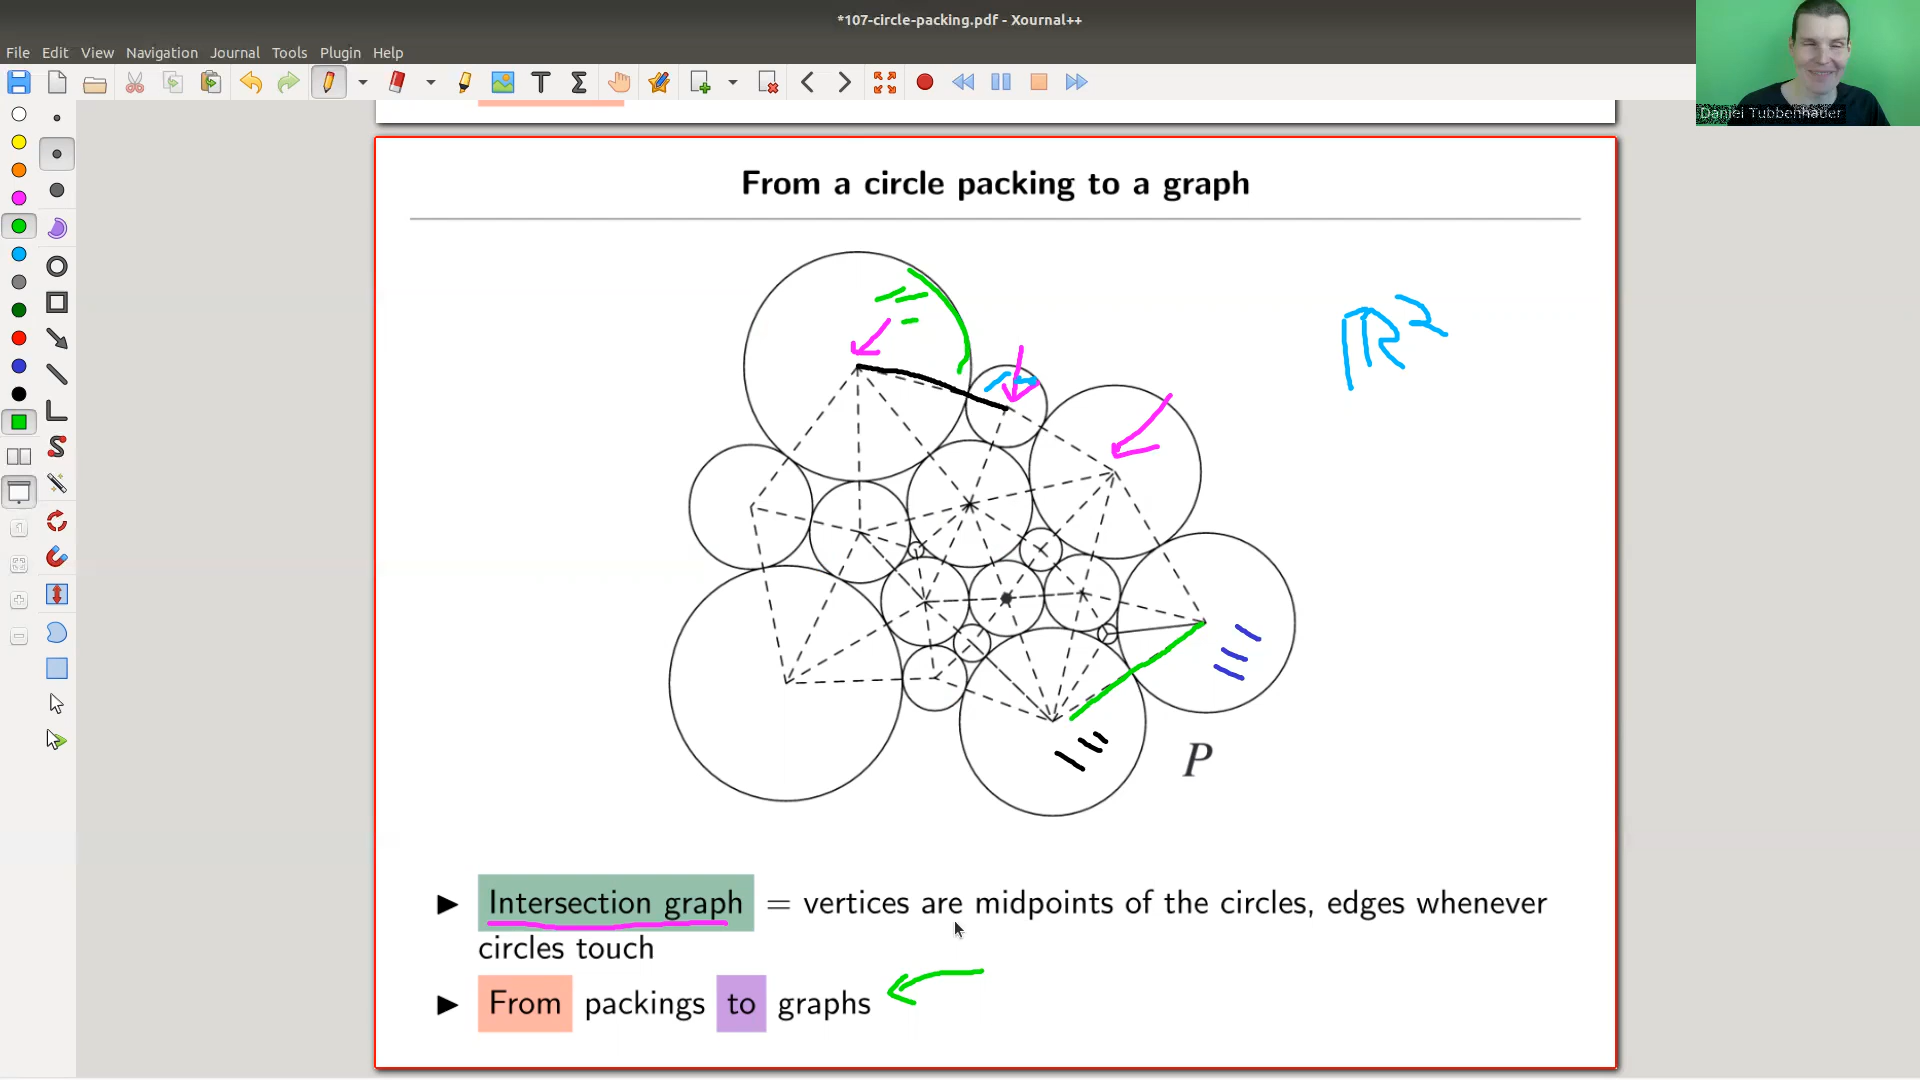 *107-circle-packing.pdf - Xournal++
File Edit View Navigation Journal Tools Plugin Help
Daniel Tubbenhauer
From a circle packing to a graph
ℝ²
P
► Intersection graph = vertices are midpoints of the circles, edges whenever
circles touch
► From packings to graphs